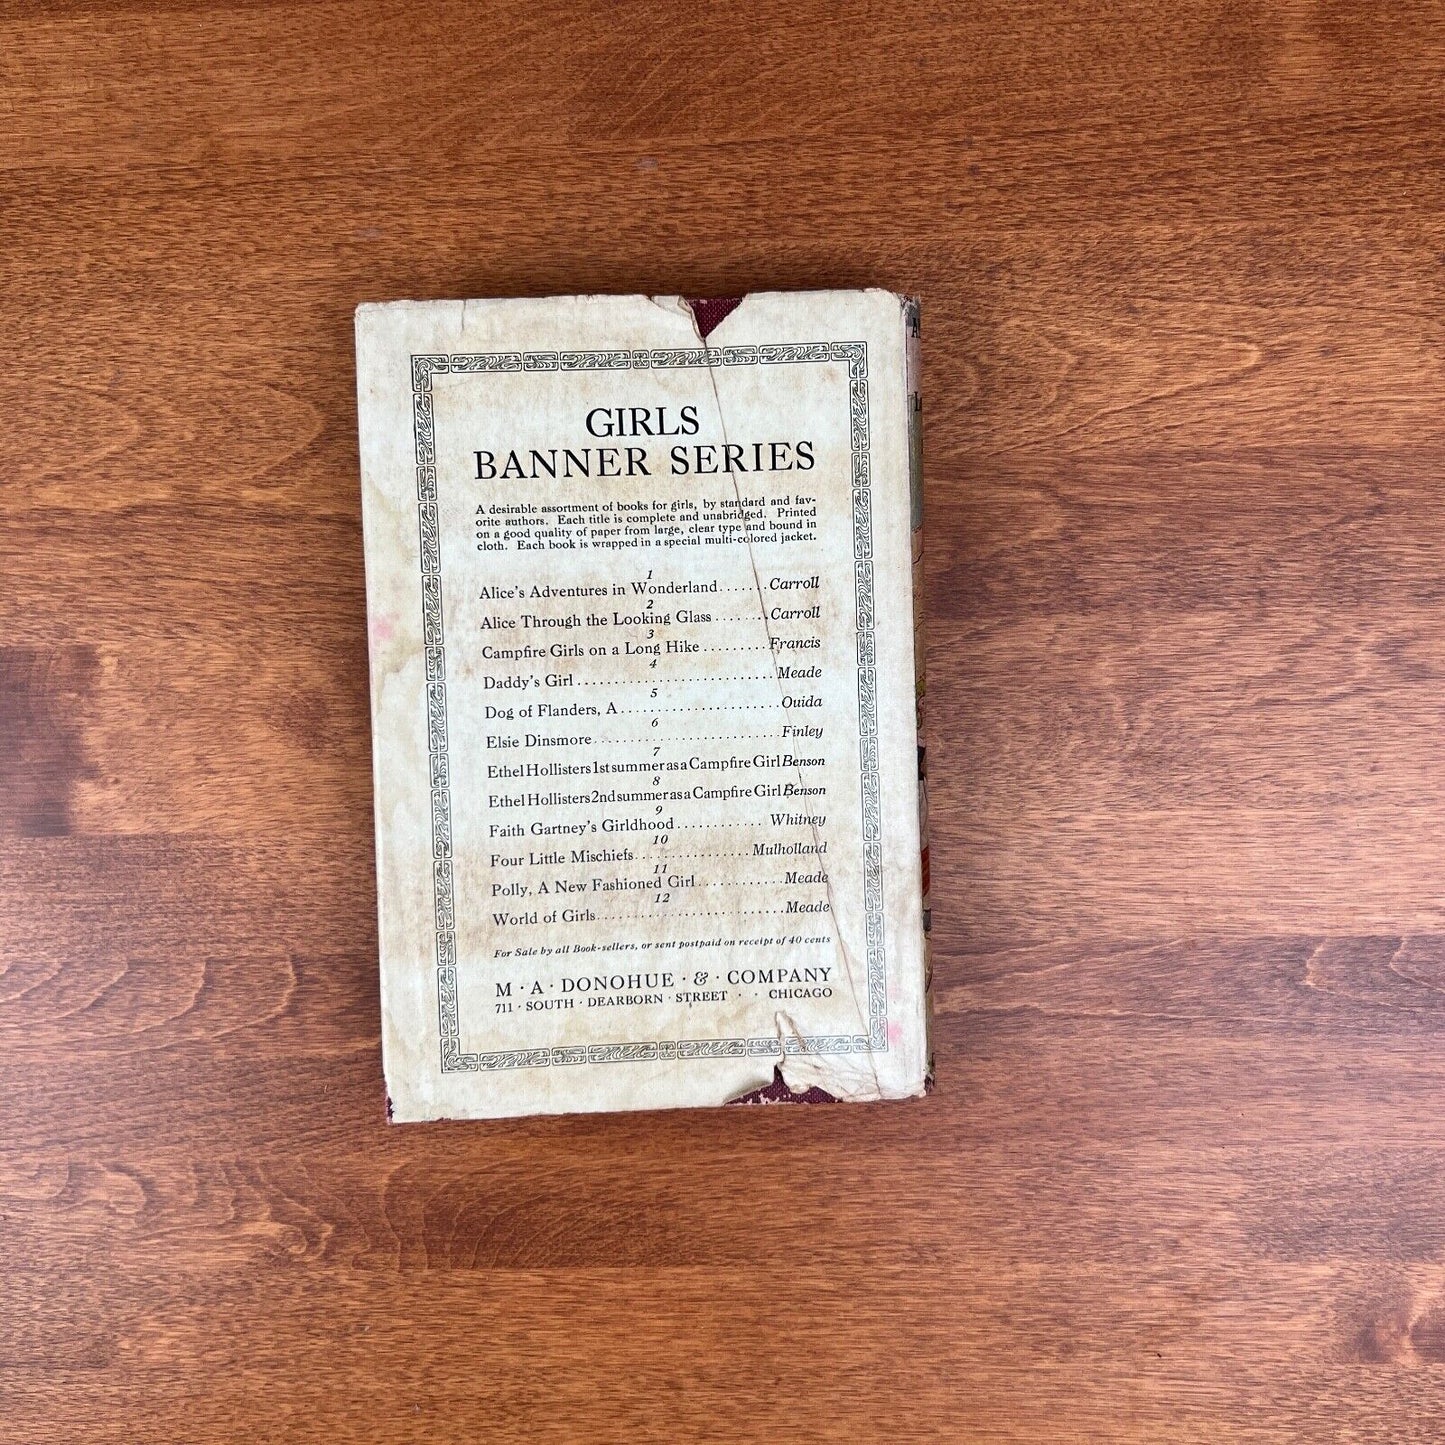 GIRLS
BANNER SERIES
A desirable assortment of books for girls, by standard and fav-
orite authors. Each title is complete and unabridged. Printed
on a good quality of paper from large, clear type and bound in
cloth. Each book is wrapped in a special multi-colored jacket.
1
Alice's Adventures in Wonderland.......Carroll
2
Alice Through the Looking Glass........Carroll
3
Campfire Girls on a Long Hike.........Francis
4
Daddy's Girl...........................Meade
5
Dog of Flanders, A......................Ouida
6
Elsie Dinsmore.........................Finley
7
Ethel Hollisters 1st summer as a Campfire Girl Benson
8
Ethel Hollisters 2nd summer as a Campfire Girl Benson
9
Faith Gartney's Girlhood............Whitney
10
Four Little Mischiefs................Mulholland
11
Polly, A New Fashioned Girl............Meade
12
World of Girls.........................Meade
For Sale by all Book-sellers, or sent postpaid on receipt of 40 cents
M · A · DONOHUE · & · COMPANY
711 · SOUTH · DEARBORN · STREET · · CHICAGO